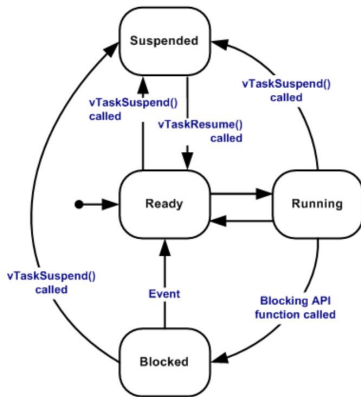 Suspended
vTaskSuspend()
called
vTaskSuspend()
called
vTaskResume()
called
Ready
Running
vTaskSuspend()
called
Event
Blocking API
function called
Blocked